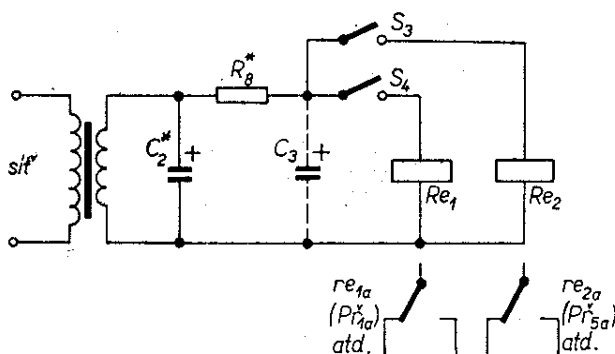 S3
R8*
S4
síť
C2*
+
C3
+
Re1
Re2
re1a
(Př1a)
atd.
re2a
(Př5a)
atd.